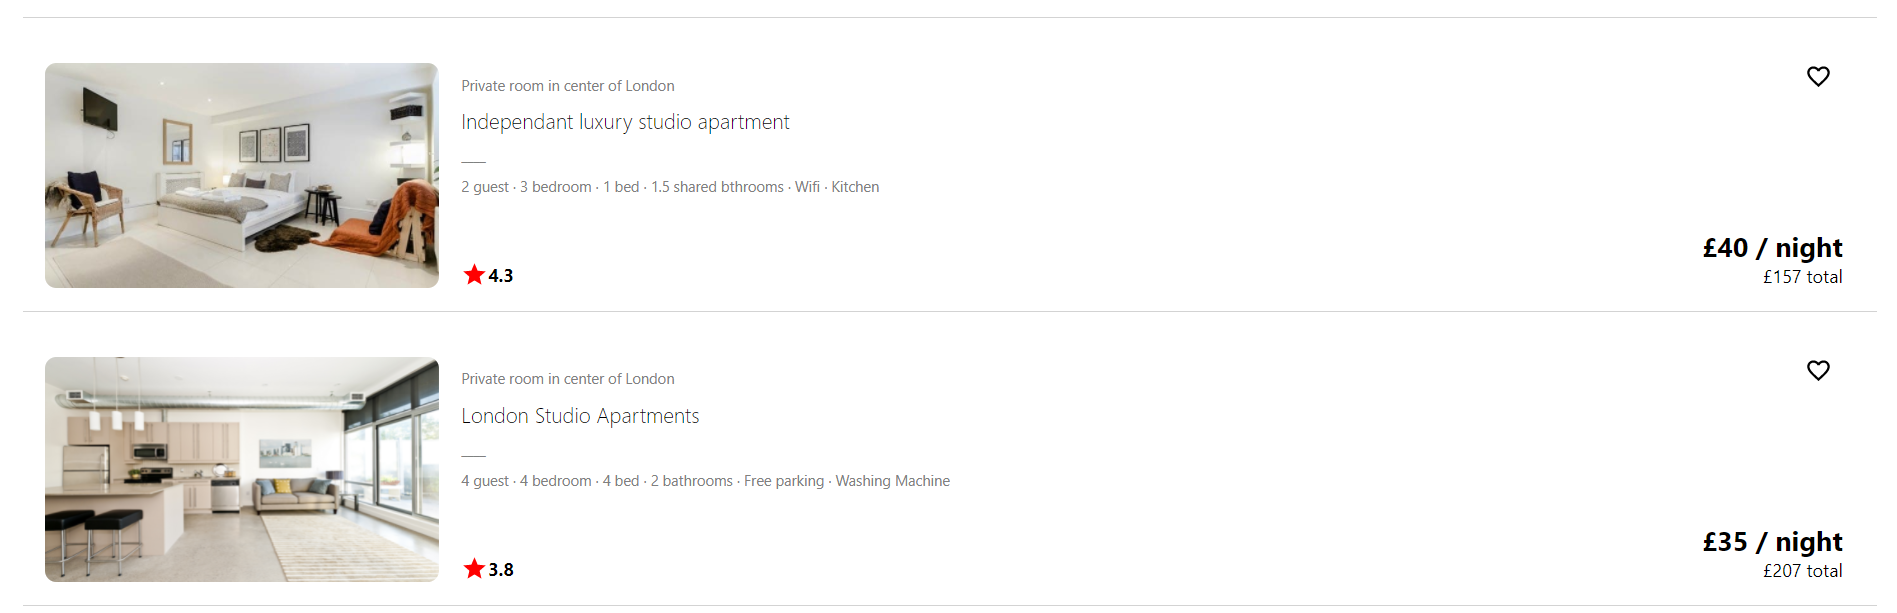 Private room in center of London
Independant luxury studio apartment
2 guest · 3 bedroom · 1 bed · 1.5 shared bthrooms · Wifi · Kitchen
4.3
£40 / night
£157 total
Private room in center of London
London Studio Apartments
4 guest · 4 bedroom · 4 bed · 2 bathrooms · Free parking · Washing Machine
3.8
£35 / night
£207 total